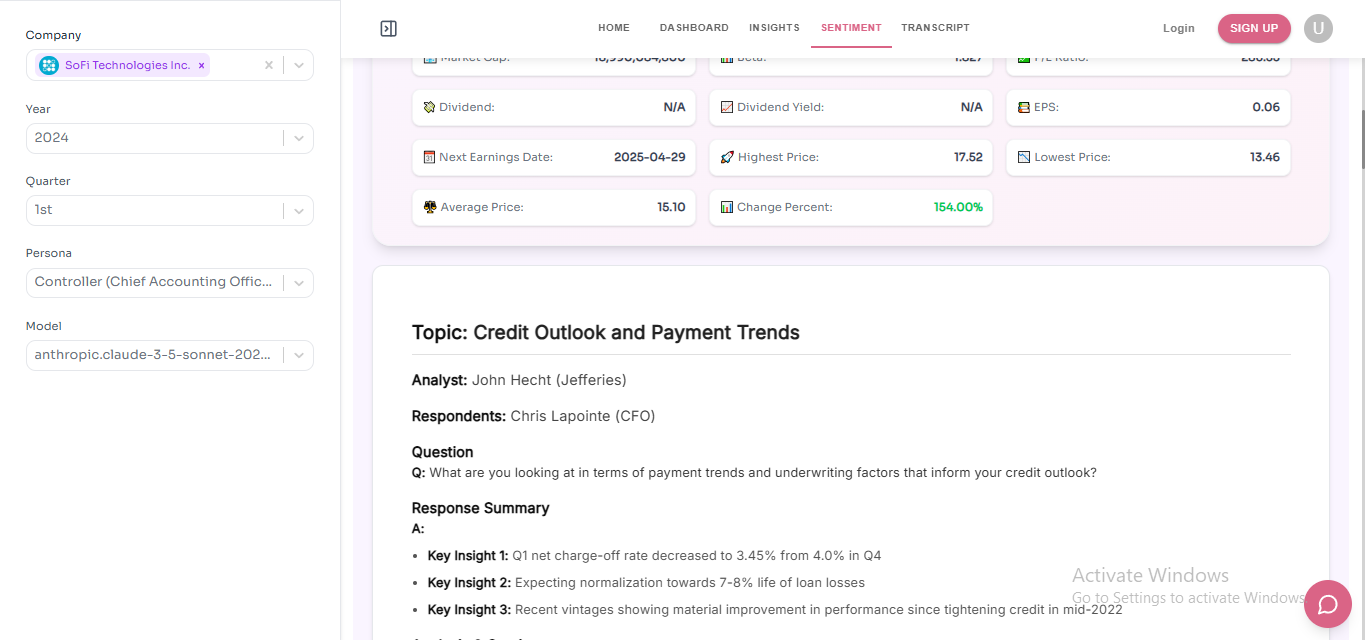 Company
SoFi Technologies Inc. ×
Year
2024
Quarter
1st
Persona
Controller (Chief Accounting Offic...
Model
anthropic.claude-3-5-sonnet-202...
HOME DASHBOARD INSIGHTS SENTIMENT TRANSCRIPT Login SIGN UP U
Market Cap: Beta: P/E Ratio:
Dividend: N/A Dividend Yield: N/A EPS: 0.06
Next Earnings Date: 2025-04-29 Highest Price: 17.52 Lowest Price: 13.46
Average Price: 15.10 Change Percent: 154.00%
Topic: Credit Outlook and Payment Trends
Analyst: John Hecht (Jefferies)
Respondents: Chris Lapointe (CFO)
Question
Q: What are you looking at in terms of payment trends and underwriting factors that inform your credit outlook?
Response Summary
A:
• Key Insight 1: Q1 net charge-off rate decreased to 3.45% from 4.0% in Q4
• Key Insight 2: Expecting normalization towards 7-8% life of loan losses
• Key Insight 3: Recent vintages showing material improvement in performance since tightening credit in mid-2022
Activate Windows
Go to Settings to activate Windows